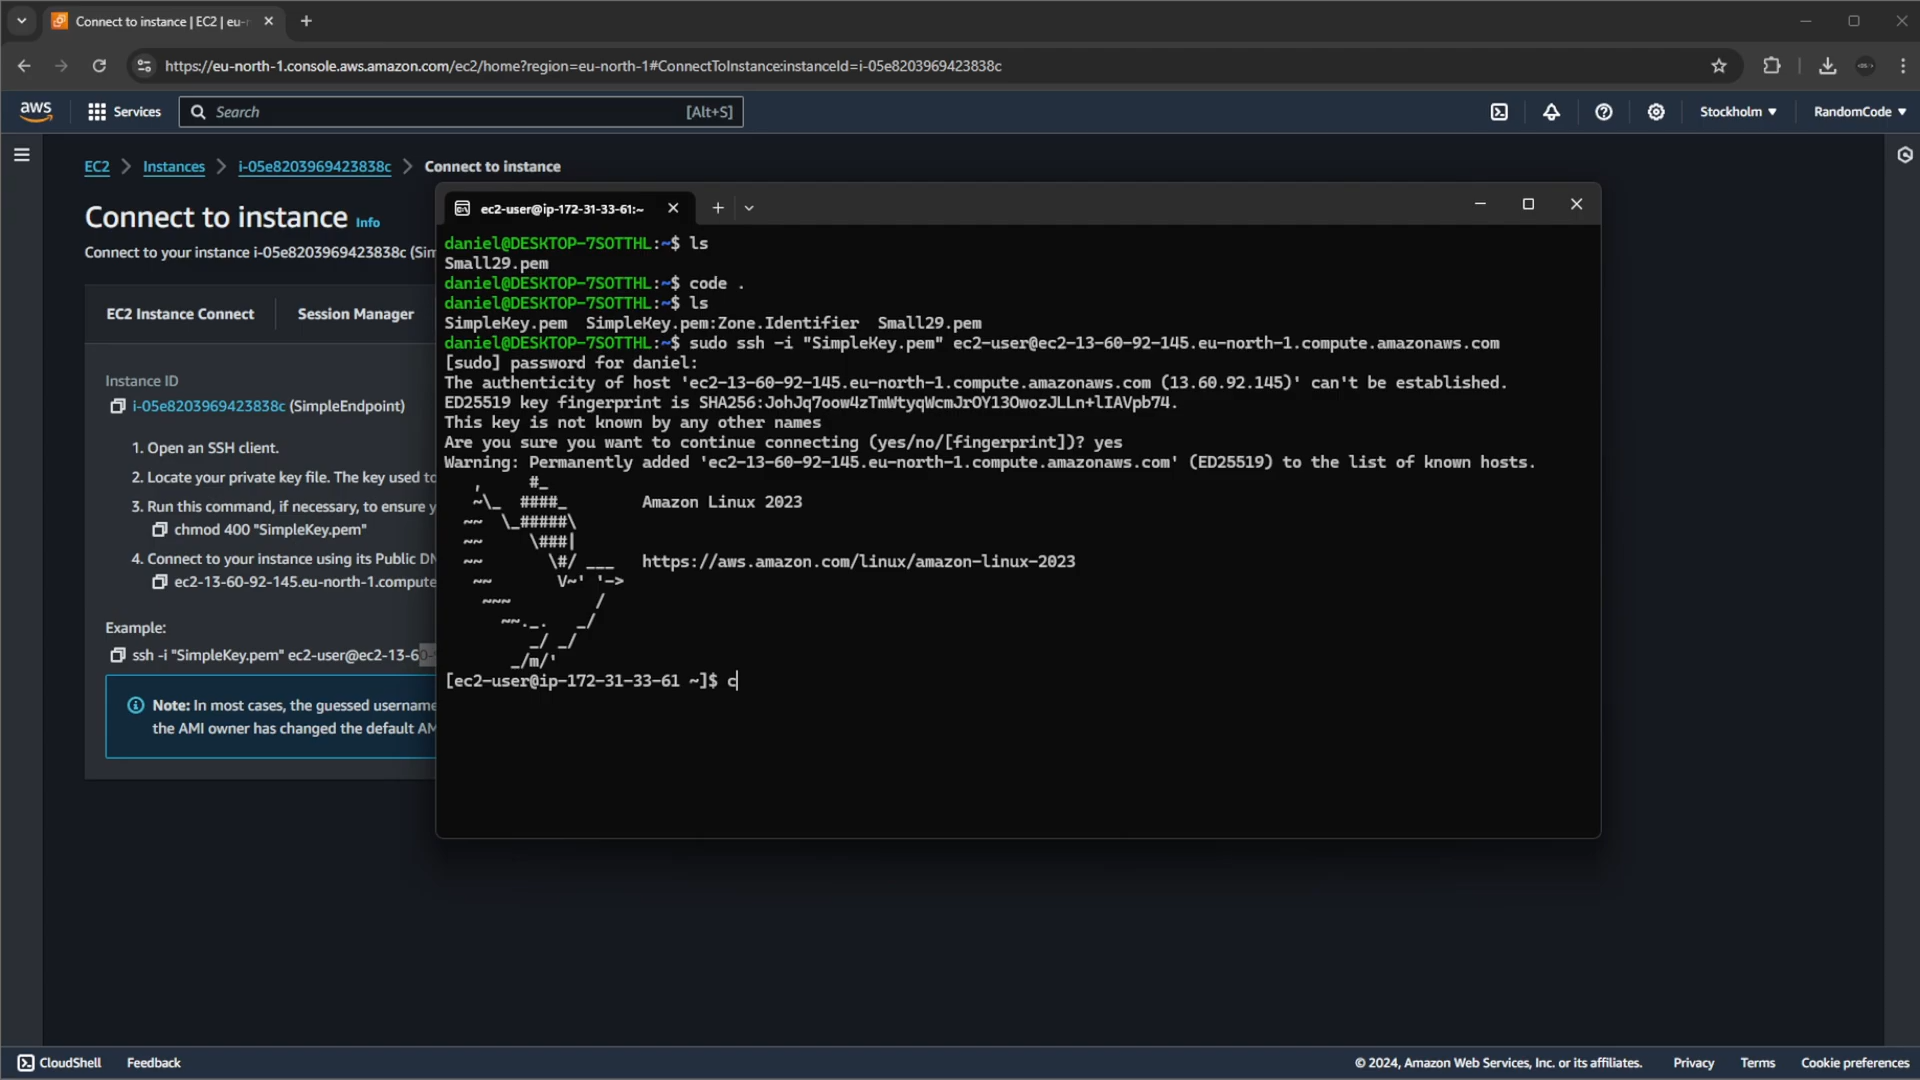 Connect to instance | EC2 | eu-
https://eu-north-1.console.aws.amazon.com/ec2/home?region=eu-north-1#ConnectToInstance:instanceId=i-05e8203969423838c
aws
Services
Search
[Alt+S]
Stockholm
RandomCode
EC2
Instances
i-05e8203969423838c
Connect to instance
Connect to instance Info
Connect to your instance i-05e8203969423838c (Sim
EC2 Instance Connect
Session Manager
Instance ID
i-05e8203969423838c (SimpleEndpoint)
1. Open an SSH client.
2. Locate your private key file. The key used to
3. Run this command, if necessary, to ensure y
chmod 400 "SimpleKey.pem"
4. Connect to your instance using its Public DN
ec2-13-60-92-145.eu-north-1.compute
Example:
ssh -i "SimpleKey.pem" ec2-user@ec2-13-60-
Note: In most cases, the guessed username
the AMI owner has changed the default AM
ec2-user@ip-172-31-33-61:~
daniel@DESKTOP-7SOTTHL:~$ ls
Small29.pem
daniel@DESKTOP-7SOTTHL:~$ code .
daniel@DESKTOP-7SOTTHL:~$ ls
SimpleKey.pem  SimpleKey.pem:Zone.Identifier  Small29.pem
daniel@DESKTOP-7SOTTHL:~$ sudo ssh -i "SimpleKey.pem" ec2-user@ec2-13-60-92-145.eu-north-1.compute.amazonaws.com
[sudo] password for daniel:
The authenticity of host 'ec2-13-60-92-145.eu-north-1.compute.amazonaws.com (13.60.92.145)' can't be established.
ED25519 key fingerprint is SHA256:JohJq7oow4zTmWtyqWcmJrOY13OwozJLLn+lIAVpb74.
This key is not known by any other names
Are you sure you want to continue connecting (yes/no/[fingerprint])? yes
Warning: Permanently added 'ec2-13-60-92-145.eu-north-1.compute.amazonaws.com' (ED25519) to the list of known hosts.
   ,     #_
   ~\_  ####_        Amazon Linux 2023
  ~~  \_#####\
  ~~     \###|
  ~~       \#/ ___   https://aws.amazon.com/linux/amazon-linux-2023
   ~~       V~' '->
    ~~~         /
      ~~._.   _/
         _/ _/
       _/m/'
[ec2-user@ip-172-31-33-61 ~]$ c
CloudShell
Feedback
© 2024, Amazon Web Services, Inc. or its affiliates.
Privacy
Terms
Cookie preferences